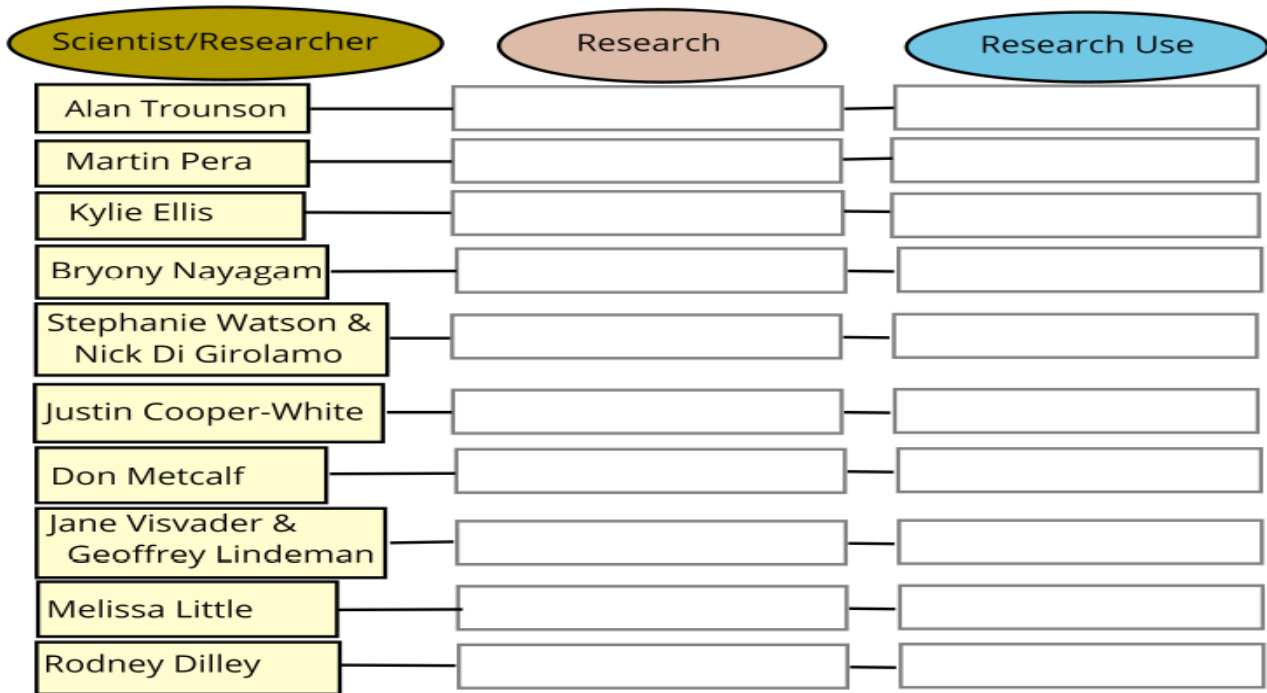 Scientist/Researcher
Research
Research Use
Alan Trounson
Martin Pera
Kylie Ellis
Bryony Nayagam
Stephanie Watson &
Nick Di Girolamo
Justin Cooper-White
Don Metcalf
Jane Visvader &
Geoffrey Lindeman
Melissa Little
Rodney Dilley